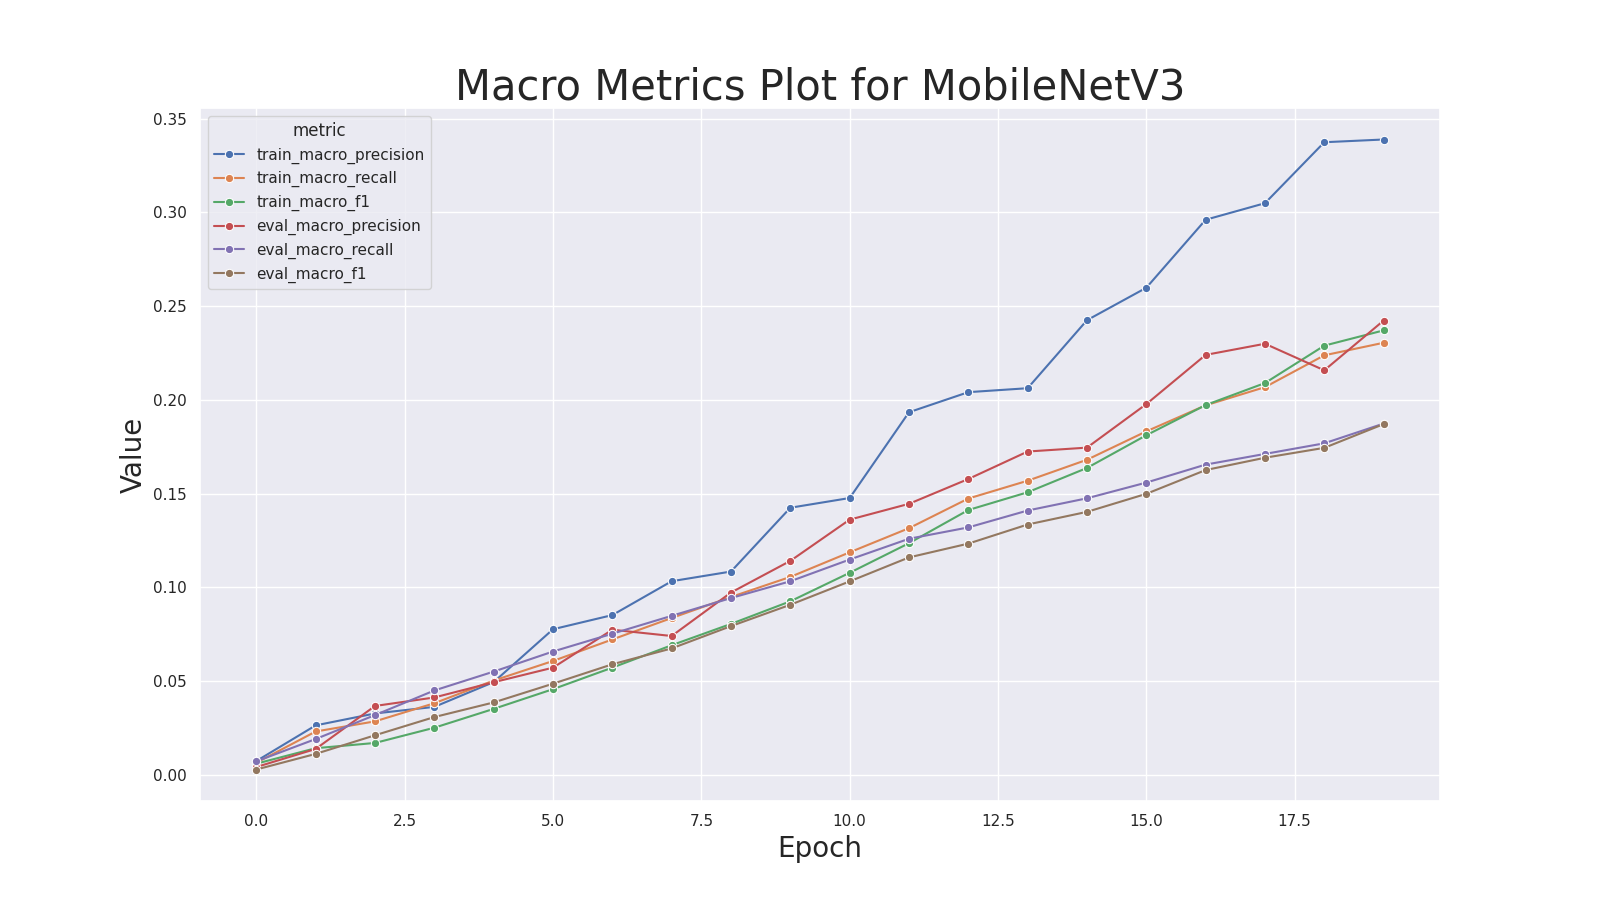 Macro Metrics Plot for MobileNetV3
metric
train_macro_precision
train_macro_recall
train_macro_f1
eval_macro_precision
eval_macro_recall
eval_macro_f1
Value
0.35
0.30
0.25
0.20
0.15
0.10
0.05
0.00
0.0 2.5 5.0 7.5 10.0 12.5 15.0 17.5
Epoch